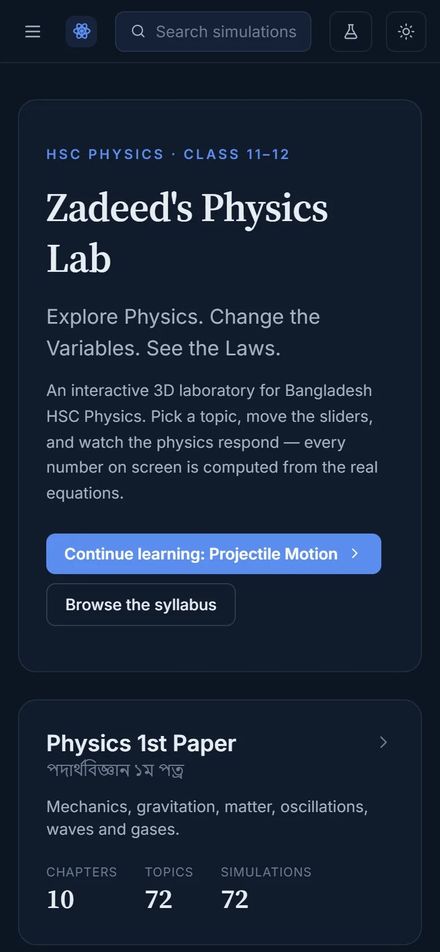 Search simulations
HSC PHYSICS · CLASS 11–12
Zadeed's Physics
Lab
Explore Physics. Change the
Variables. See the Laws.
An interactive 3D laboratory for Bangladesh
HSC Physics. Pick a topic, move the sliders,
and watch the physics respond — every
number on screen is computed from the real
equations.
Continue learning: Projectile Motion
Browse the syllabus
Physics 1st Paper
পদার্থবিজ্ঞান ১ম পত্র
Mechanics, gravitation, matter, oscillations,
waves and gases.
CHAPTERS TOPICS SIMULATIONS
10 72 72